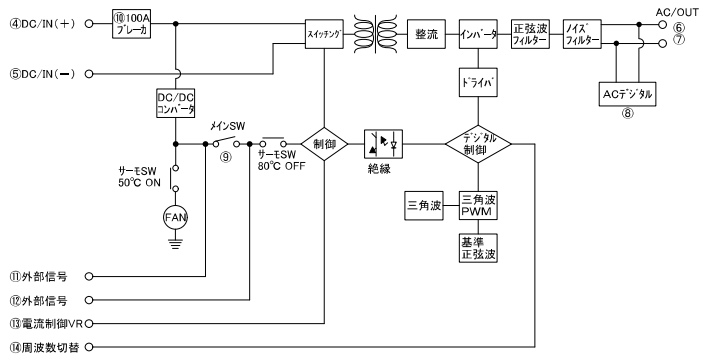 AC/OUT
④DC/IN(+)
⑩100A
ブレーカ
スイッチング
整流
インバータ
正弦波
フィルター
ノイズ
フィルター
⑥
⑦
⑤DC/IN(-)
ドライバ
ACデジタル
⑧
DC/DC
コンバータ
メインSW
⑨
サーモSW
80℃ OFF
制御
絶縁
デジタル
制御
サーモSW
50℃ ON
FAN
三角波
三角波
PWM
基準
正弦波
⑪外部信号
⑫外部信号
⑬電流制御VR
⑭周波数切替